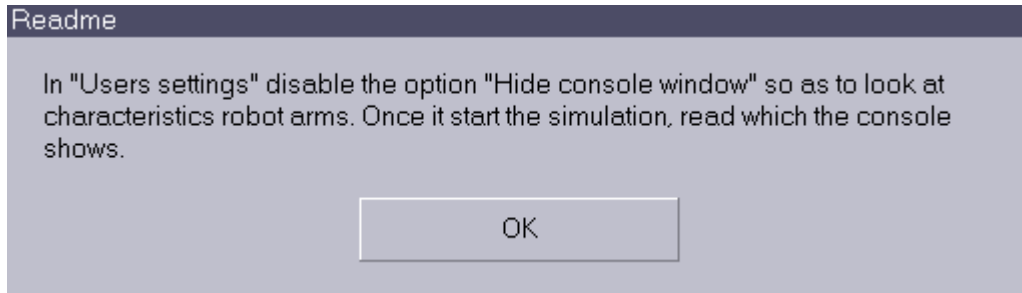 Readme
In "Users settings" disable the option "Hide console window" so as to look at
characteristics robot arms. Once it start the simulation, read which the console
shows.
OK